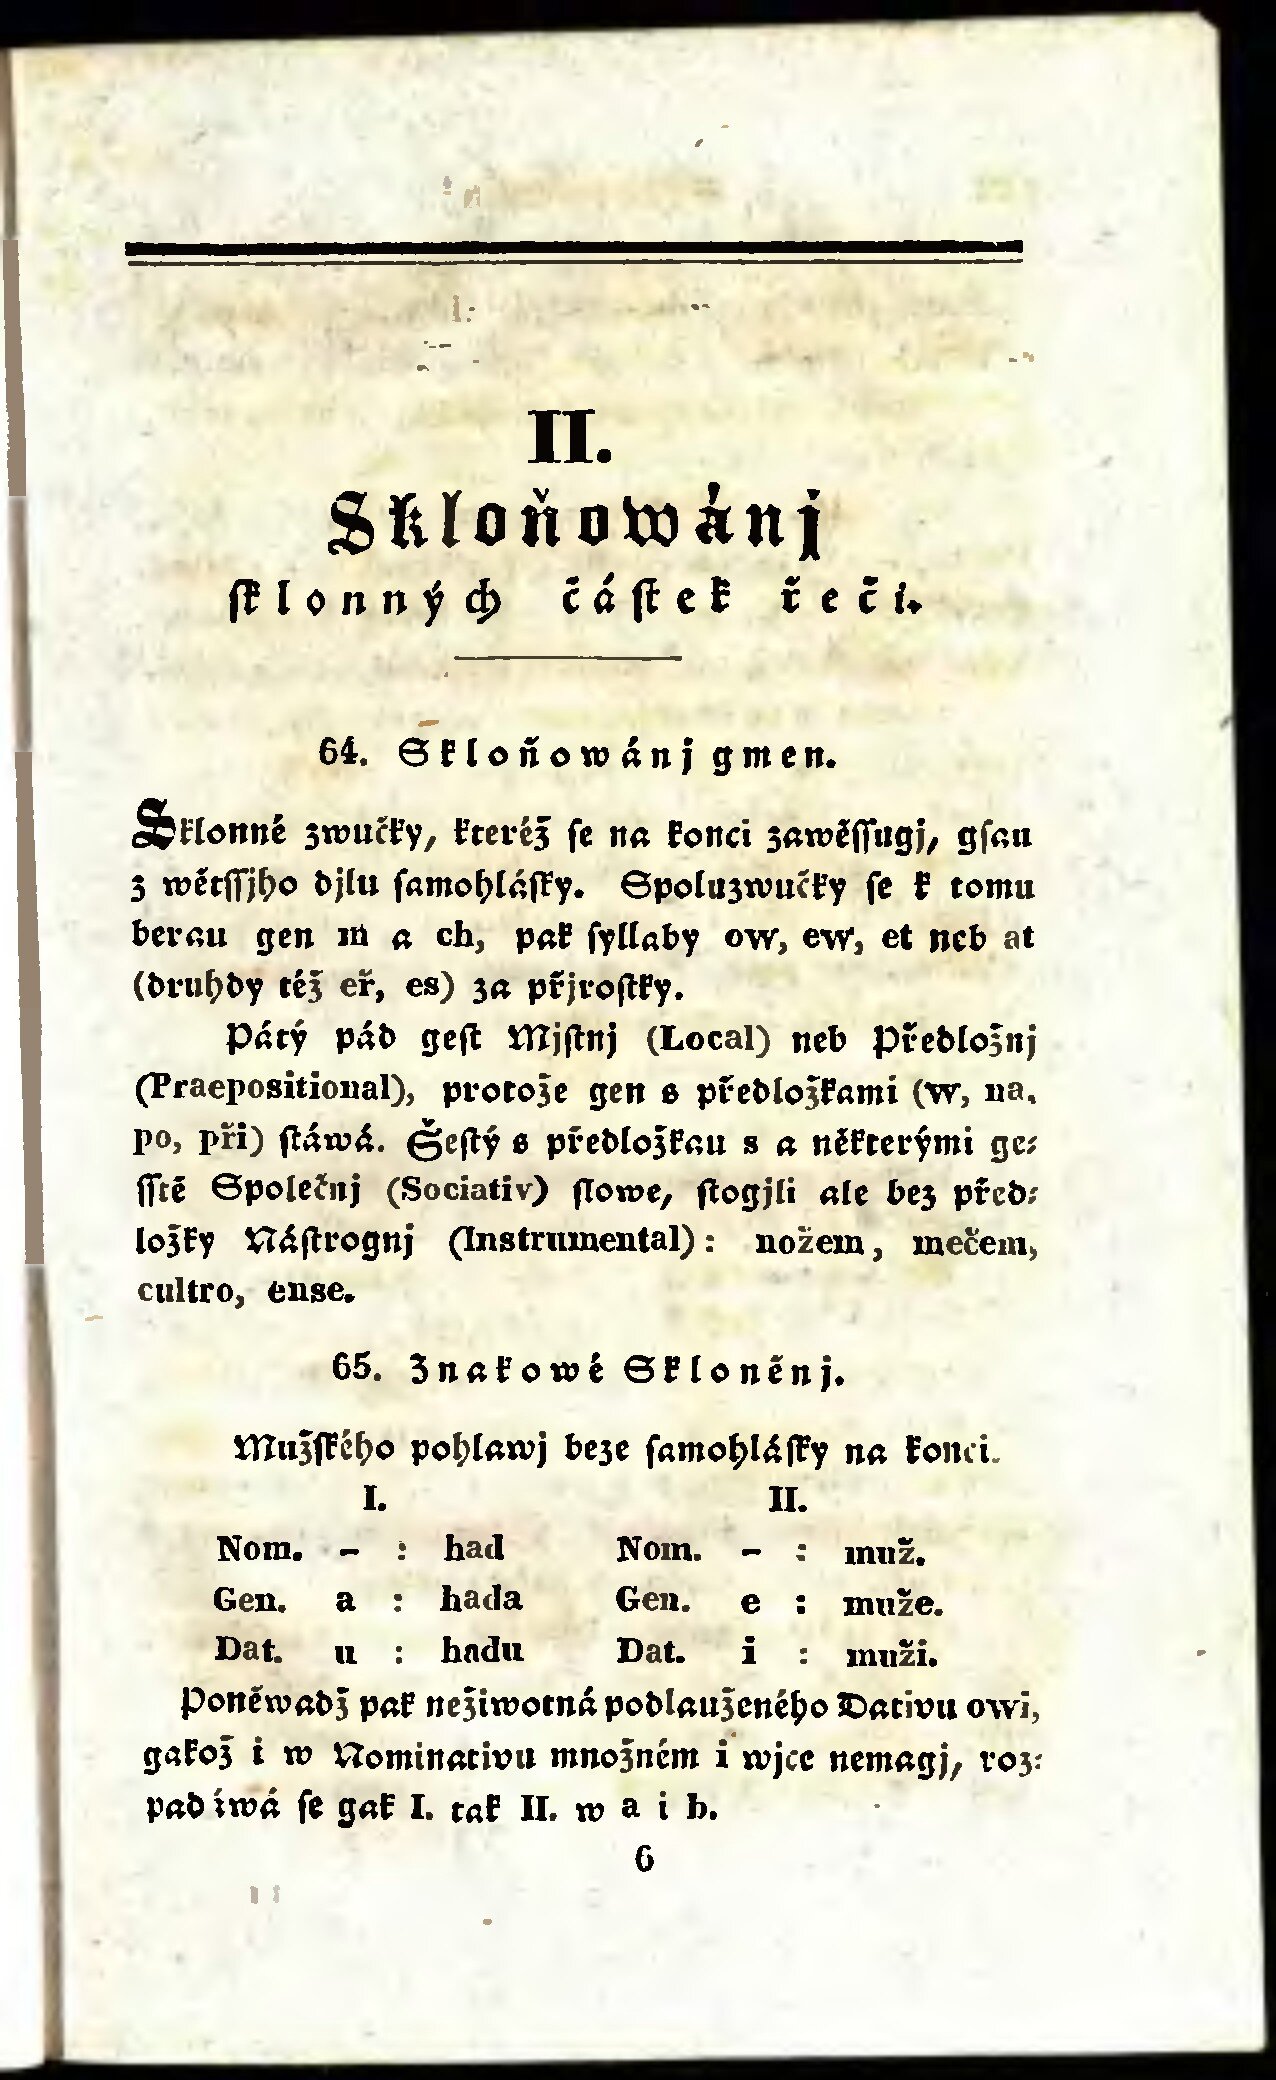 II.
Skloňowánj
ſklonných částek řeči.
64. Skloňowánj gmen.
Sklonné zwučky, kteréž ſe na konci zawěſſugj, gſau
z wětſſjho djlu ſamohláſky. Spoluzwučky ſe k tomu
berau gen m a ch, pak ſyllaby ow, ew, et neb at
(druhdy též eř, es) za přjroſtky.
Pátý pád geſt Mjſtnj (Local) neb Předložnj
(Praepositional), protože gen s předložkami (w, na,
po, při) ſtáwá. Šeſtý s předložkau s a některými ge⸗
ſſtě Společnj (Sociativ) ſlowe, ſtogjli ale bez před⸗
ložky Náſtrognj (Instrumental): nožem, mečem,
cultro, ense.
65. Znakowé Skloněnj.
Mužſkého pohlawj beze ſamohláſky na konci.
I. II.
Nom. – : had Nom. – : muž.
Gen. a : hada Gen. e : muže.
Dat. u : hadu Dat. i : muži.
Poněwadž pak nežiwotná podlauženého Dativu owi,
gakož i w Nominativu množném i wjce nemagj, roz⸗
padáwá ſe gak I. tak II. w a i b.
6